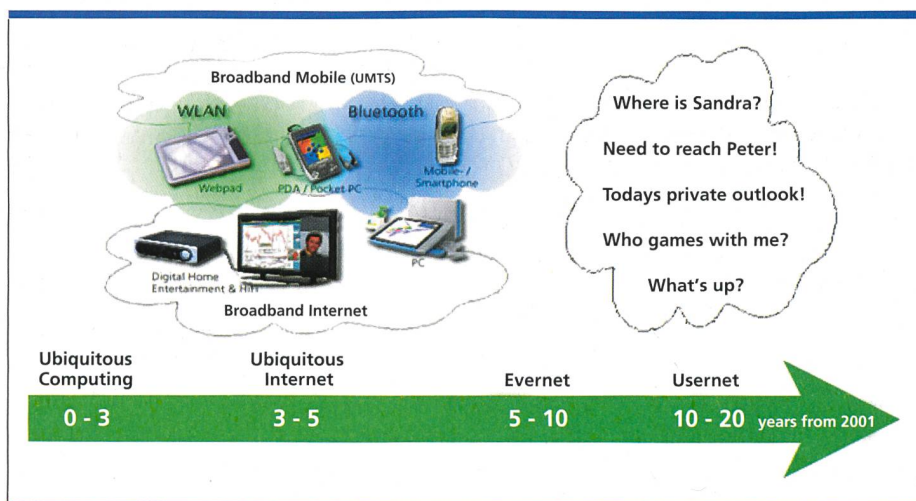 Broadband Mobile (UMTS)
WLAN
Bluetooth
Webpad
PDA / Pocket PC
Mobile- /
Smartphone
Digital Home
Entertainment & HiFi
PC
Broadband Internet
Where is Sandra?
Need to reach Peter!
Todays private outlook!
Who games with me?
What's up?
Ubiquitous
Computing
Ubiquitous
Internet
Evernet
Usernet
0 - 3
3 - 5
5 - 10
10 - 20 years from 2001